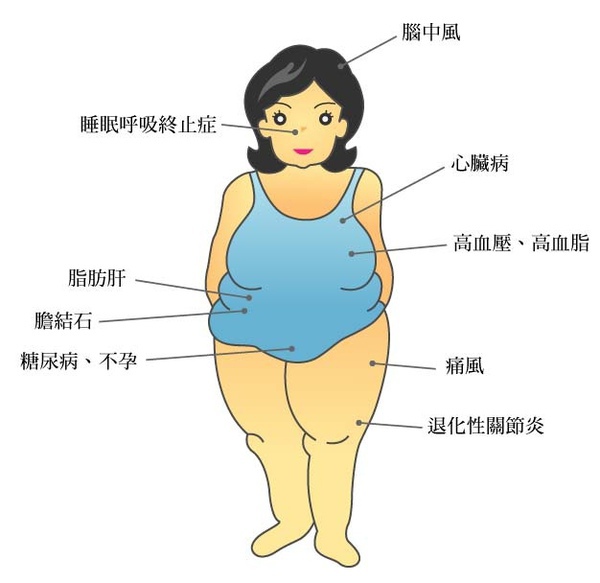 腦中風
睡眠呼吸終止症
心臟病
高血壓、高血脂
脂肪肝
膽結石
糖尿病、不孕
痛風
退化性關節炎